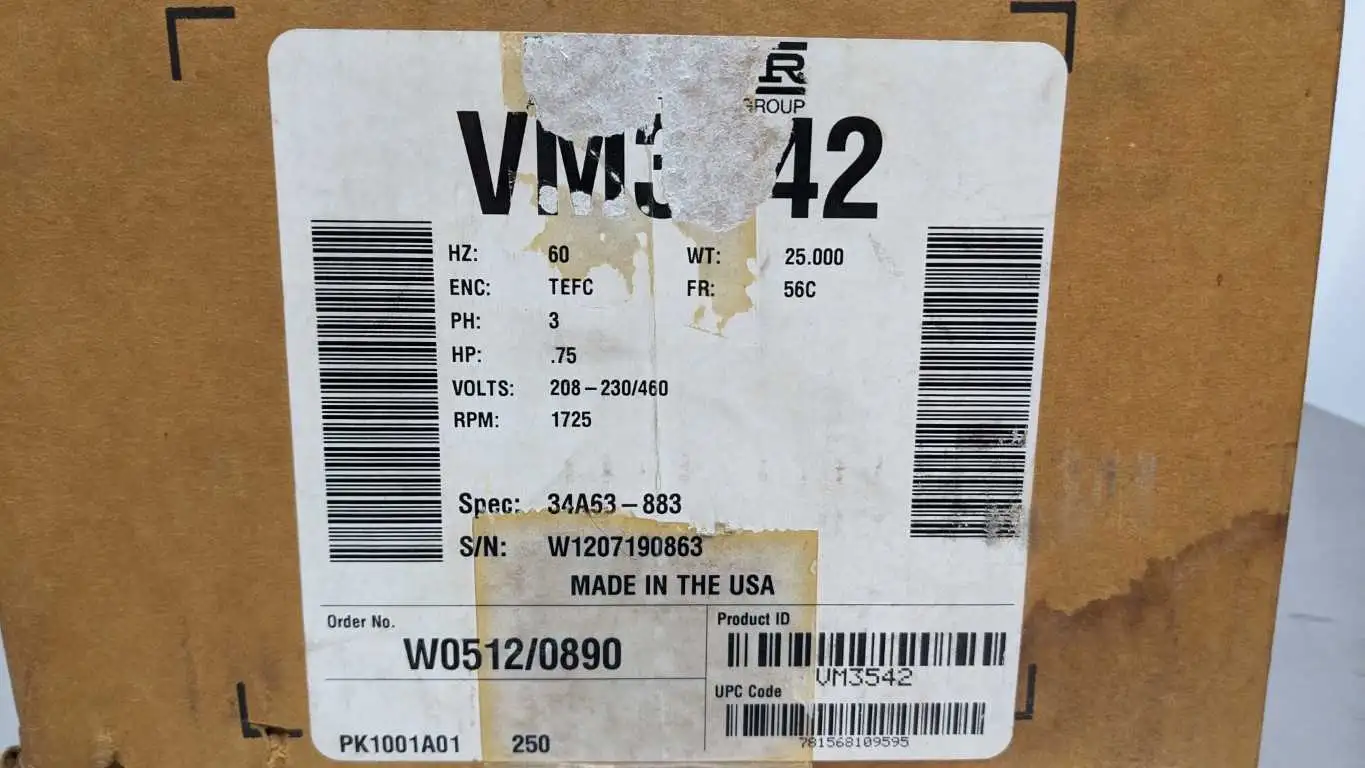 R
GROUP
VM3542
HZ: 60 WT: 25.000
ENC: TEFC FR: 56C
PH: 3
HP: .75
VOLTS: 208–230/460
RPM: 1725
Spec: 34A63–883
S/N: W1207190863
MADE IN THE USA
Order No.
W0512/0890
Product ID
VM3542
UPC Code
781568109595
PK1001A01 250